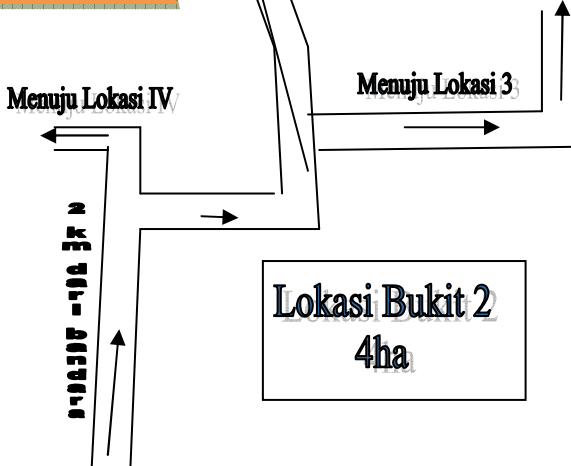 Menuju Lokasi IV
Menuju Lokasi 3
2 km dari bandara
Lokasi Bukit 2
4ha